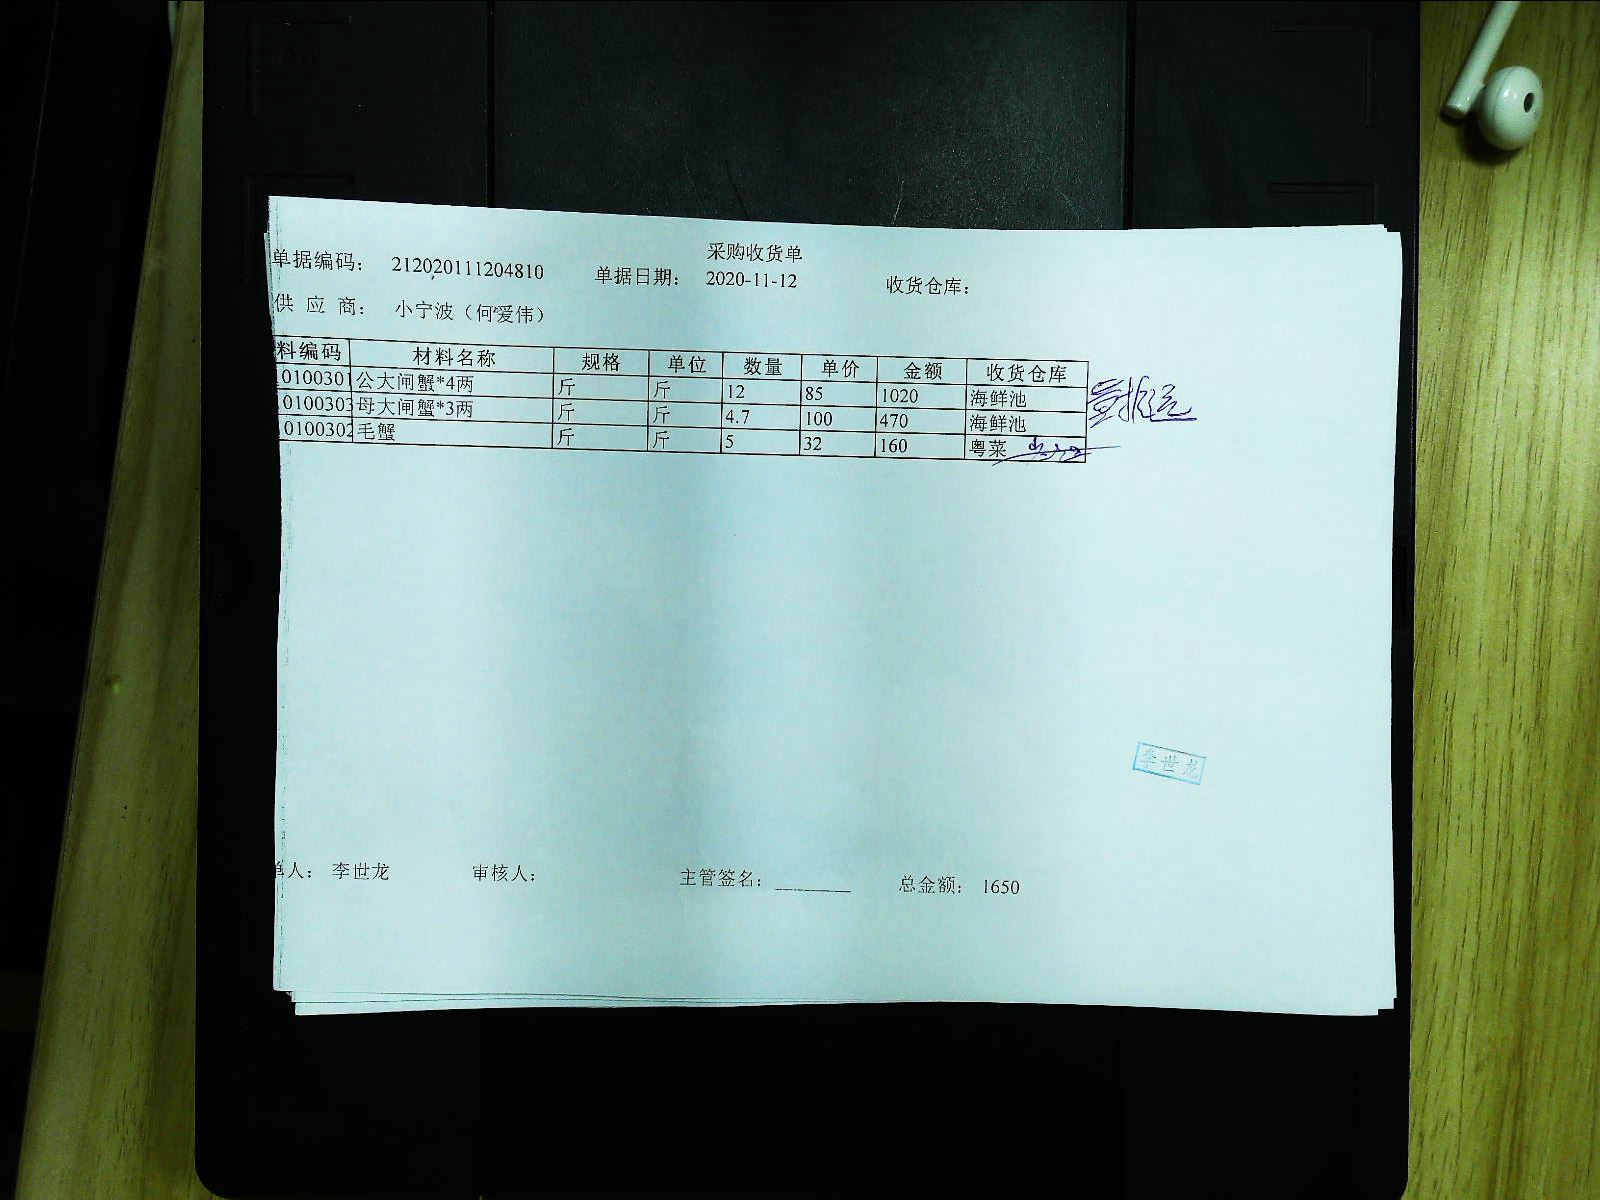 采购收货单
单据编码： 212020111204810 单据日期： 2020-11-12 收货仓库：
供 应 商： 小宁波（何爱伟）
料编码 材料名称 规格 单位 数量 单价 金额 收货仓库
0100301 公大闸蟹*4两 斤 斤 12 85 1020 海鲜池
0100303 母大闸蟹*3两 斤 斤 4.7 100 470 海鲜池
0100302 毛蟹 斤 斤 5 32 160 粤菜
李世龙
单人： 李世龙 审核人： 主管签名： 总金额： 1650